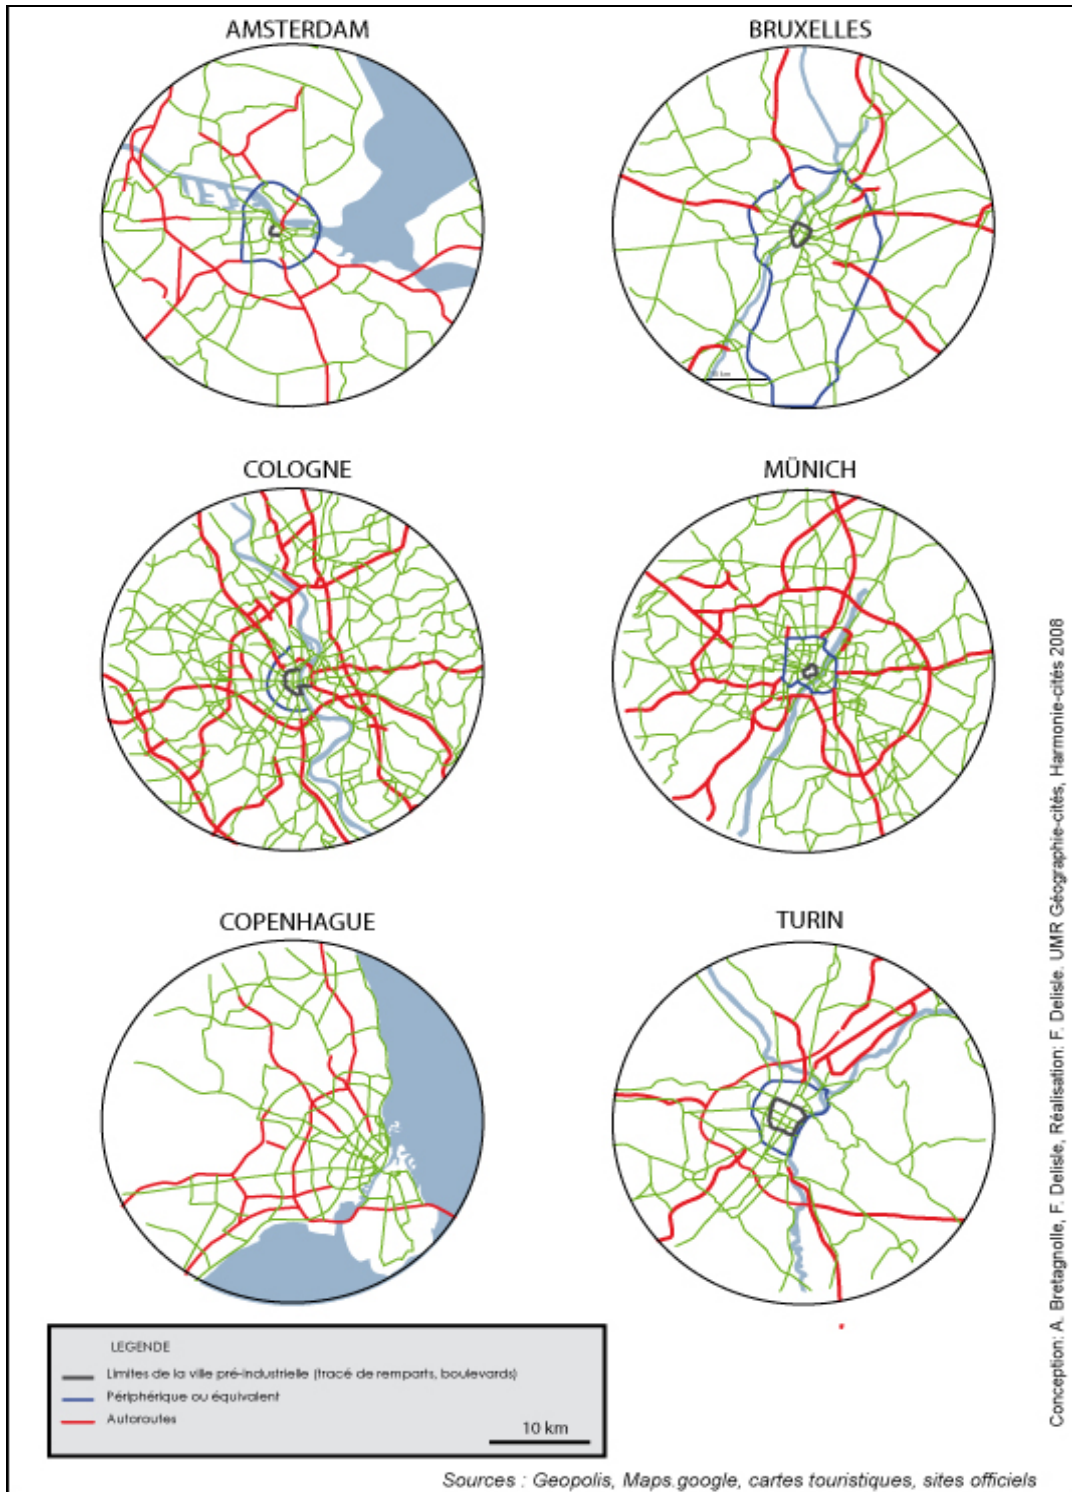 AMSTERDAM
BRUXELLES
COLOGNE
MÜNICH
COPENHAGUE
TURIN
LEGENDE
Limites de la ville pré-industrielle (tracé de remparts, boulevards)
Périphérique ou équivalent
Autoroutes
10 km
Sources : Geopolis, Maps.google, cartes touristiques, sites officiels
Conception: A. Bretagnolle, F. Delisle, Réalisation: F. Delisle. UMR Géographie-cités, Harmonie-cités 2008